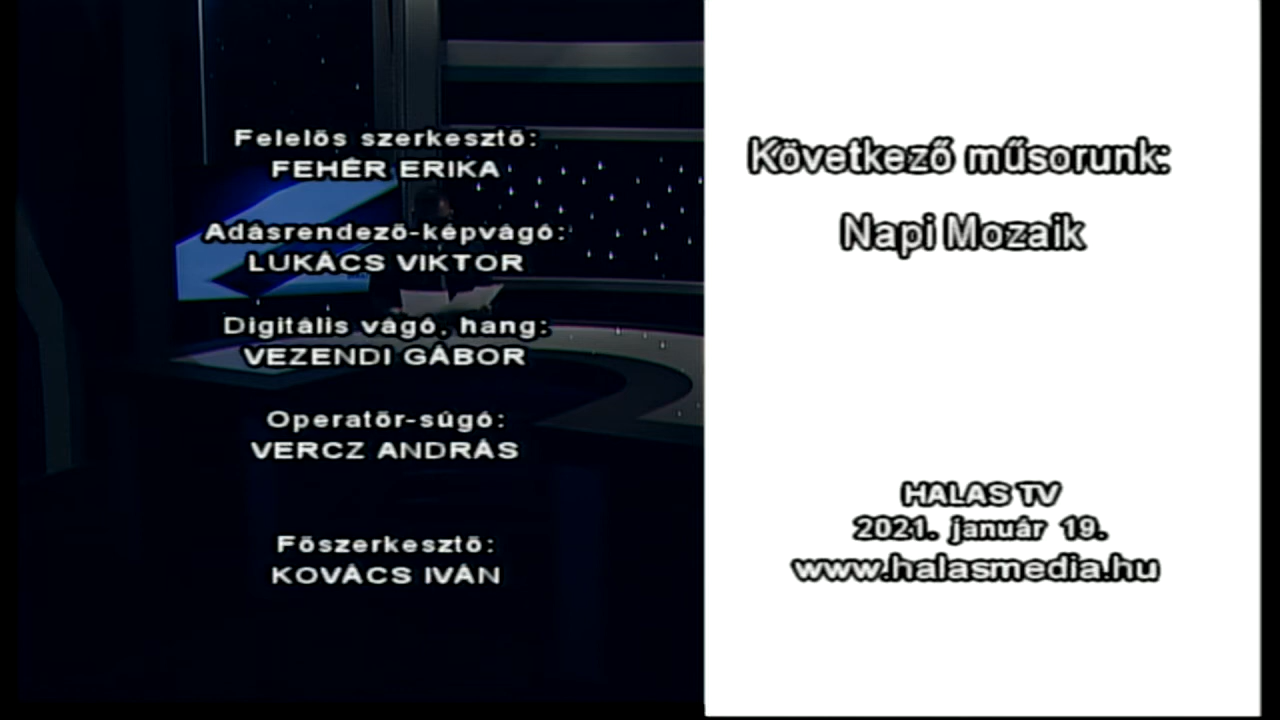 Felelős szerkesztő:
FEHÉR ERIKA
Adásrendező-képvágó:
LUKÁCS VIKTOR
Digitális vágó, hang:
VEZENDI GÁBOR
Operatőr-súgó:
VERCZ ANDRÁS
Főszerkesztő:
KOVÁCS IVÁN
Következő műsorunk:
Napi Mozaik
HALAS TV
2021. január 19.
www.halasmedia.hu